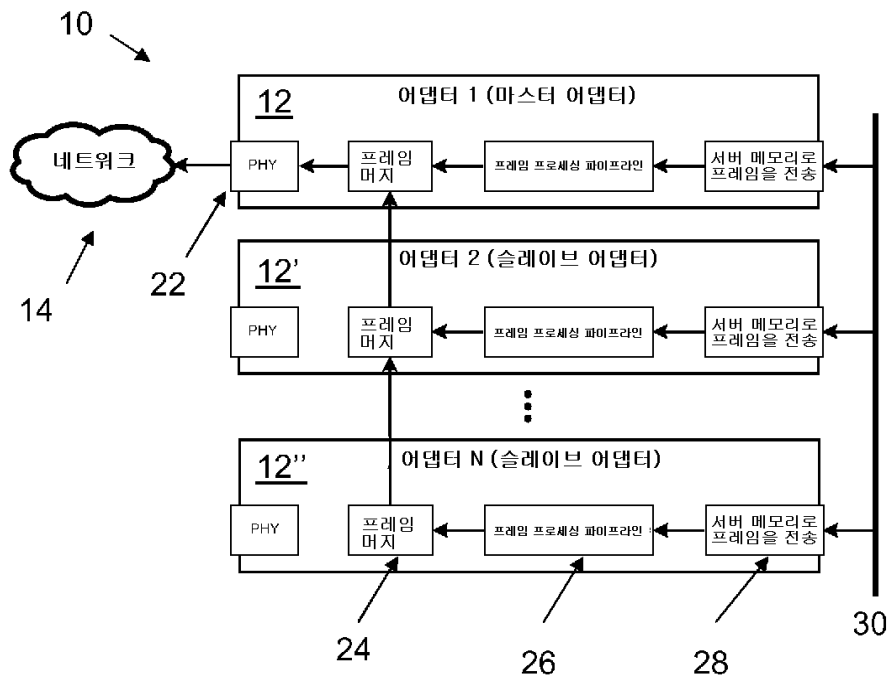 10
12
어댑터 1 (마스터 어댑터)
네트워크
PHY
프레임
머지
프레임 프로세싱 파이프라인
서버 메모리로
프레임을 전송
14
22
12'
어댑터 2 (슬레이브 어댑터)
PHY
프레임
머지
프레임 프로세싱 파이프라인
서버 메모리로
프레임을 전송
12''
어댑터 N (슬레이브 어댑터)
PHY
프레임
머지
프레임 프로세싱 파이프라인
서버 메모리로
프레임을 전송
24
26
28
30